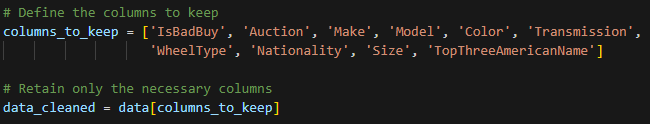 # Define the columns to keep
columns_to_keep = ['IsBadBuy', 'Auction', 'Make', 'Model', 'Color', 'Transmission',
                   'WheelType', 'Nationality', 'Size', 'TopThreeAmericanName']
# Retain only the necessary columns
data_cleaned = data[columns_to_keep]